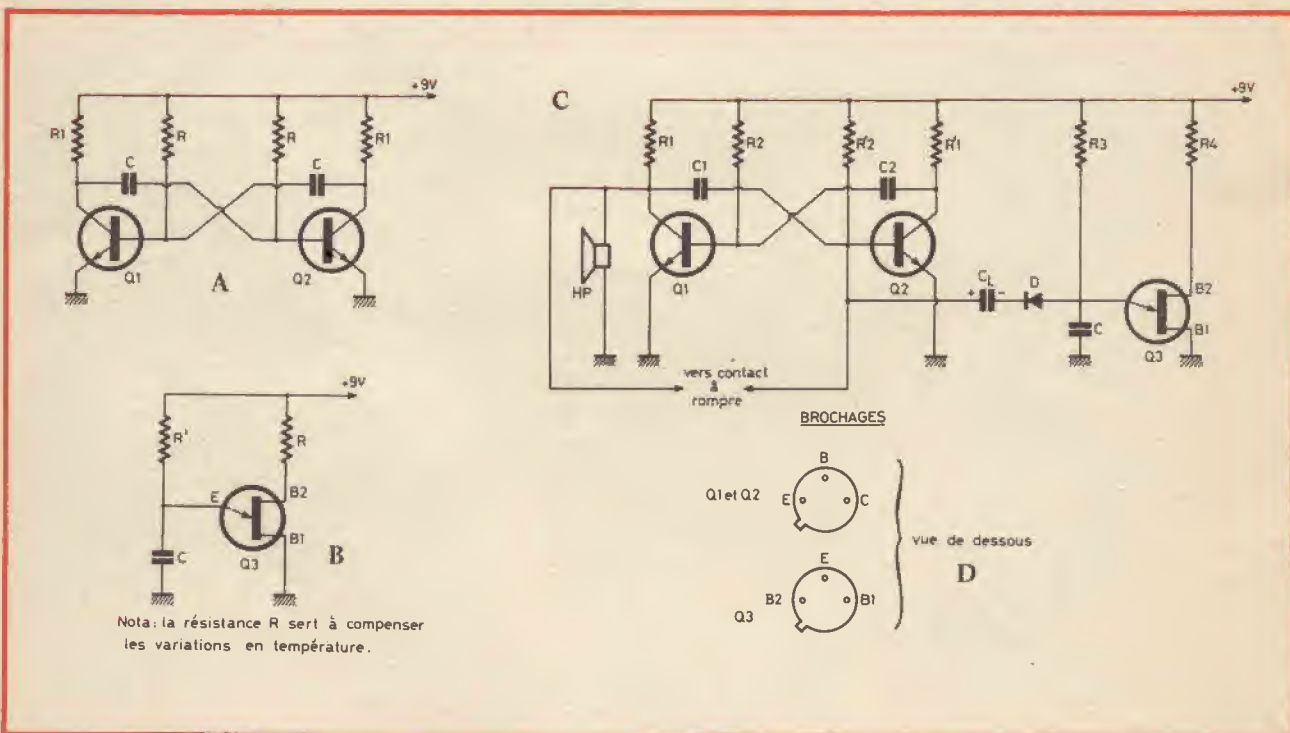 +9V
R1
R
R
R1
C
C
Q1
A
Q2
+9V
R'
R
E
B2
B1
C
Q3
B
Nota: la résistance R sert à compenser
les variations en température.
C
+9V
R1
R2
R'2
R'1
R3
R4
C1
C2
HP
Q1
Q2
CL
+
-
D
C
B2
B1
Q3
vers contact
à
rompre
BROCHAGES
B
Q1 et Q2
E
C
E
B2
B1
Q3
vue de dessous
D